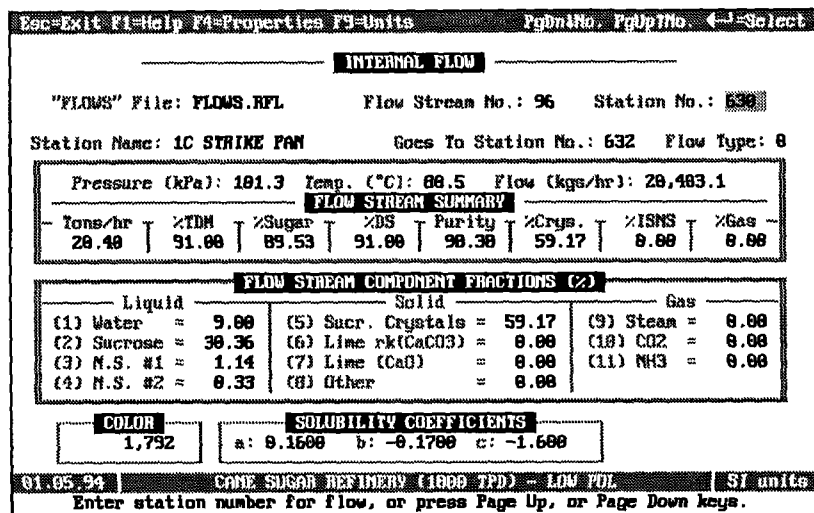 Esc=Exit F1=Help F4=Properties F9=Units PgDn↓No. PgUp↑No. ←┘=Select
INTERNAL FLOW
"FLOWS" File: FLOWS.RFL Flow Stream No.: 96 Station No.: 630
Station Name: 1C STRIKE PAN Goes To Station No.: 632 Flow Type: 0
Pressure (kPa): 101.3 Temp. (°C): Flow (kgs/hr): 20,403.1
FLOW STREAM SUMMARY
Tons/hr %TDM %Sugar %DS Purity %Crys. %ISNS %Gas
20.40 91.00 89.53 91.00 98.38 59.17 0.00 0.00
FLOW STREAM COMPONENT FRACTIONS (%)
Liquid Solid Gas
(1) Water = 9.00 (5) Sucr. Crystals = 59.17 (9) Steam = 0.00
(2) Sucrose = 30.36 (6) Lime rk(CaCO3) = 0.00 (10) CO2 = 0.00
(3) N.S. #1 = 1.14 (7) Lime (CaO) = 0.00 (11) NH3 = 0.00
(4) N.S. #2 = 0.33 (8) Other = 0.00
COLOR SOLUBILITY COEFFICIENTS
1,792 a: 0.1600 b: -0.1700 c: -1.600
01.05.94 CANE SUGAR REFINERY (1000 TPD) - LOW POL SI units
Enter station number for flow, or press Page Up, or Page Down keys.